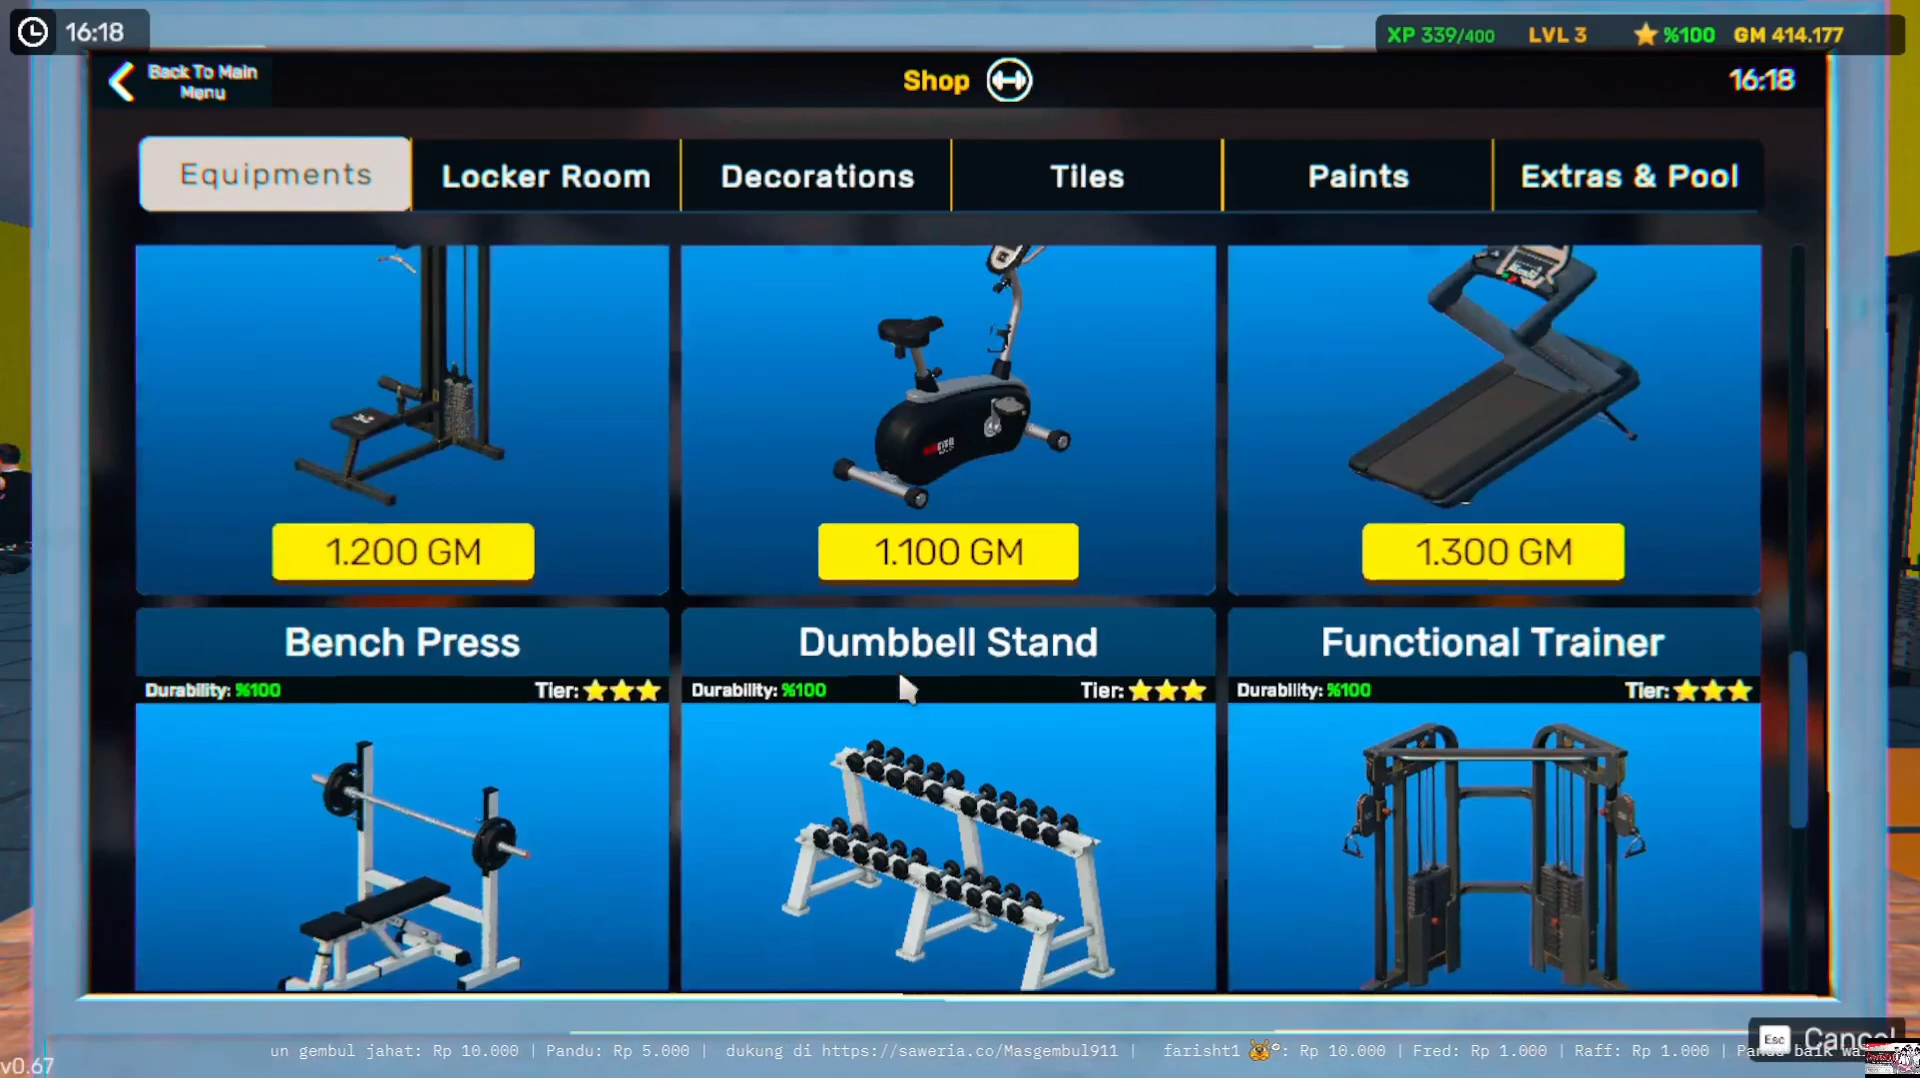 16:18
XP 339/400 LVL 3 %100 GM 414.177
Back To Main
Menu
Shop
16:18
Equipments
Locker Room
Decorations
Tiles
Paints
Extras & Pool
1.200 GM
1.100 GM
1.300 GM
Bench Press
Dumbbell Stand
Functional Trainer
Durability: %100 Tier:
Durability: %100 Tier:
Durability: %100 Tier:
Esc Cancel
un gembul jahat: Rp 10.000 | Pandu: Rp 5.000 | dukung di https://saweria.co/Masgembul911 | farisht1 : Rp 10.000 | Fred: Rp 1.000 | Raff: Rp 1.000 | Pandu baik wa
v0.67